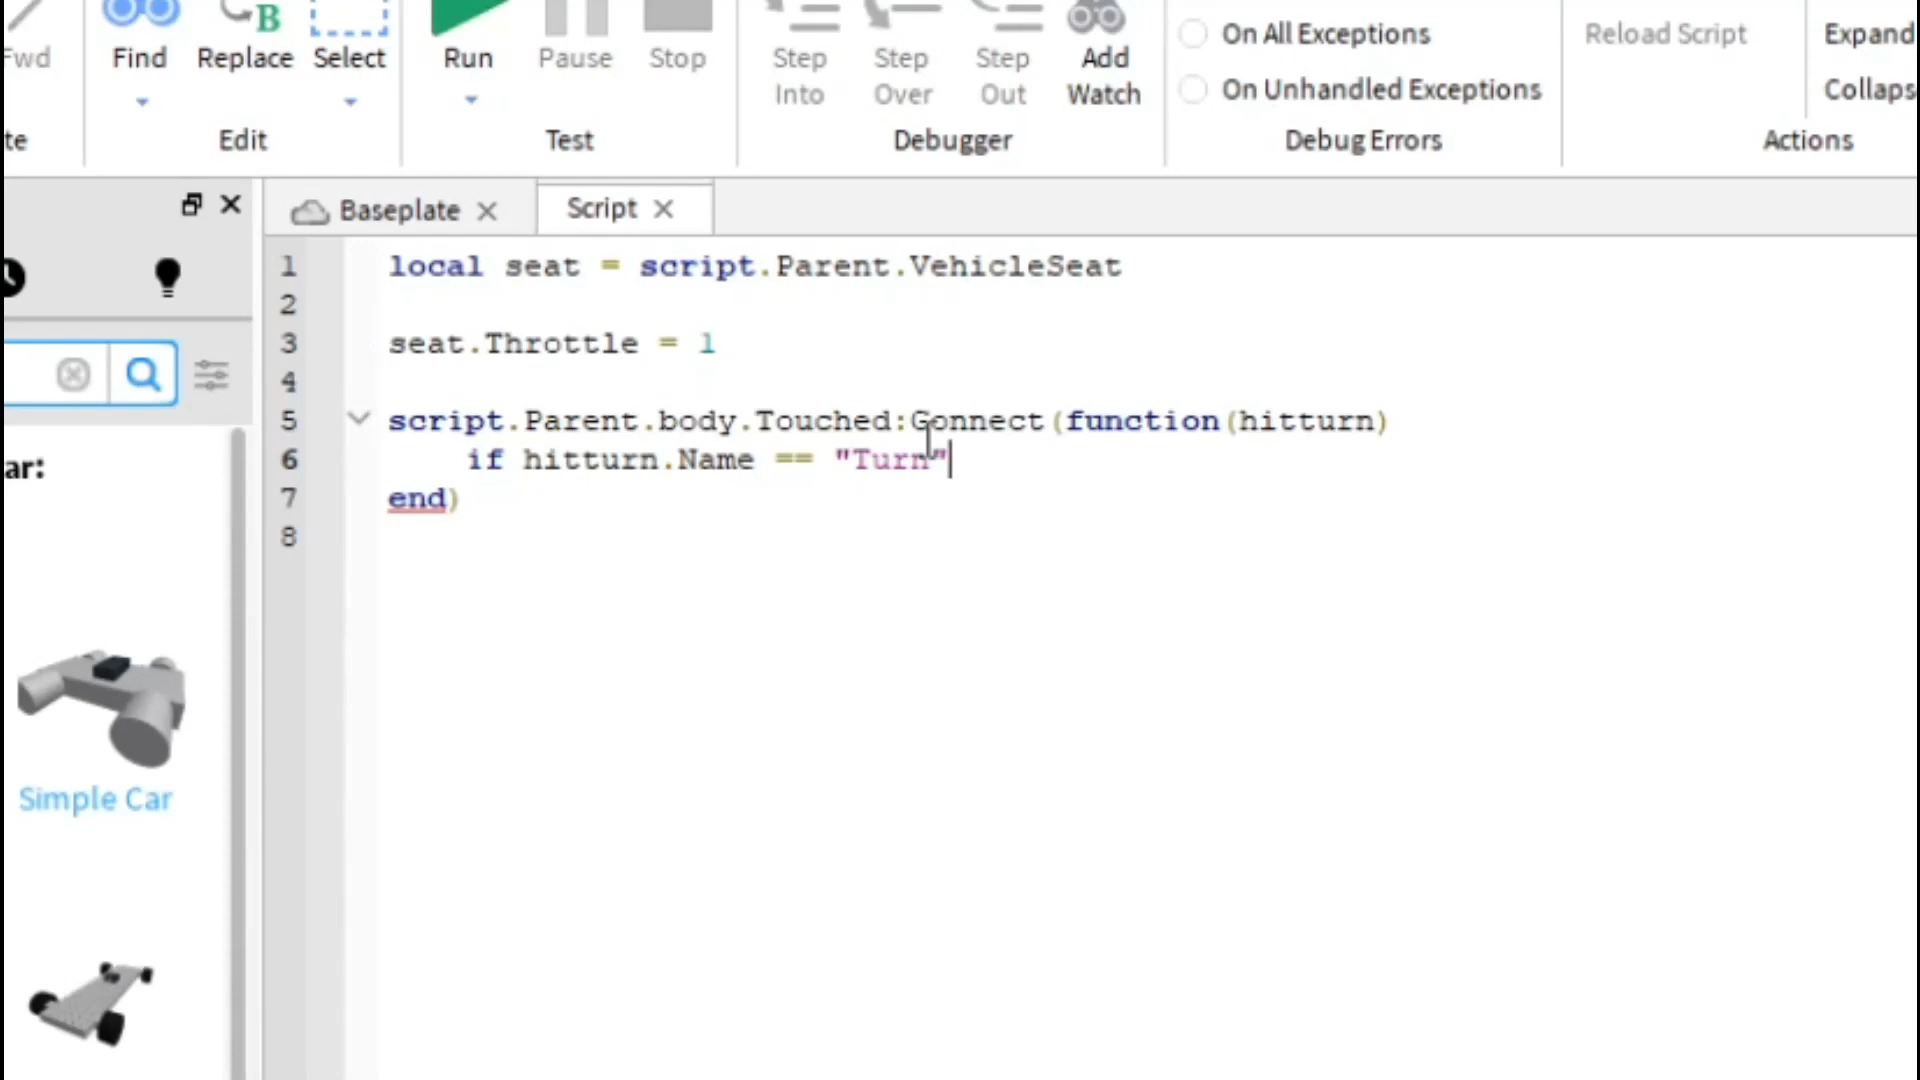 Fwd
Find
Replace
Select
Run
Pause
Stop
Step Into
Step Over
Step Out
Add Watch
On All Exceptions
On Unhandled Exceptions
Reload Script
Expand
Collaps
te
Edit
Test
Debugger
Debug Errors
Actions
Baseplate
Script
1 local seat = script.Parent.VehicleSeat
2
3 seat.Throttle = 1
4
5 script.Parent.body.Touched:Connect(function(hitturn)
6 if hitturn.Name == "Turn"
7 end)
8
ar:
Simple Car